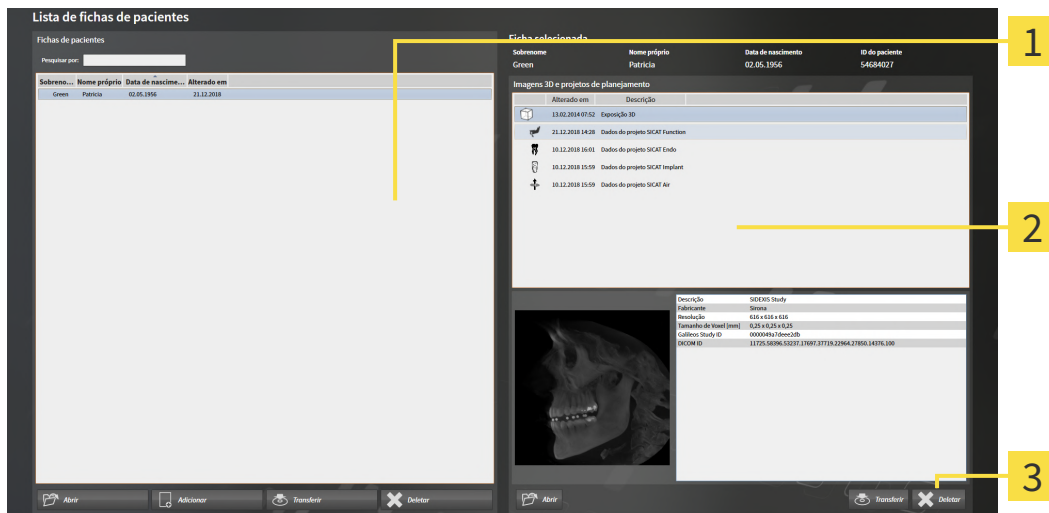 Lista de fichas de pacientes
Fichas de pacientes
Pesquisar por:
Sobreno... Nome próprio Data de nascime... Alterado em
Green Patricia 02.05.1956 21.12.2018
Abrir Adicionar Transferir Deletar
Ficha selecionada
Sobrenome Nome próprio Data de nascimento ID do paciente
Green Patricia 02.05.1956 54684027
Imagens 3D e projetos de planejamento
Alterado em Descrição
13.02.2014 07:52 Exposição 3D
21.12.2018 14:28 Dados do projeto SICAT Function
10.12.2018 16:01 Dados do projeto SICAT Endo
10.12.2018 15:59 Dados do projeto SICAT Implant
10.12.2018 15:59 Dados do projeto SICAT Air
Descrição SIDEXIS Study
Fabricante Sirona
Resolução 616 x 616 x 616
Tamanho de Voxel [mm] 0,25 x 0,25 x 0,25
Galileos Study ID 0000049a7deee2db
DICOM ID 11725.58396.53237.17697.37719.22964.27850.14376.100
Abrir Transferir Deletar
1
2
3